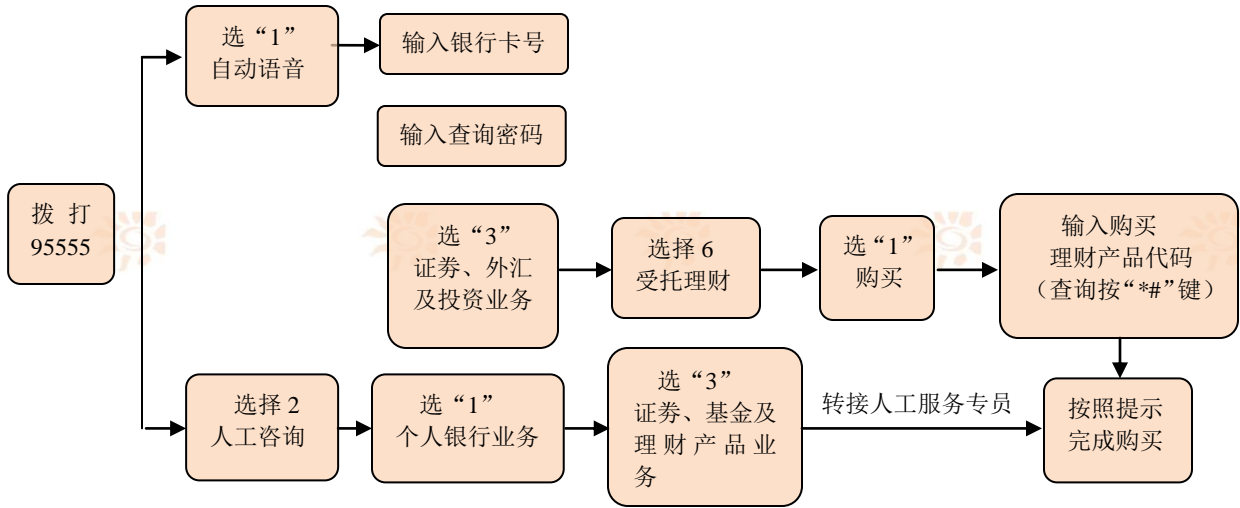 选“1”
自动语音
输入银行卡号
输入查询密码
拨 打
95555
选“3”
证券、外汇
及投资业务
选择 6
受托理财
选“1”
购买
输入购买
理财产品代码
（查询按“*#”键）
选择 2
人工咨询
选“1”
个人银行业务
选“3”
证券、基金及
理 财 产 品 业
务
转接人工服务专员
按照提示
完成购买